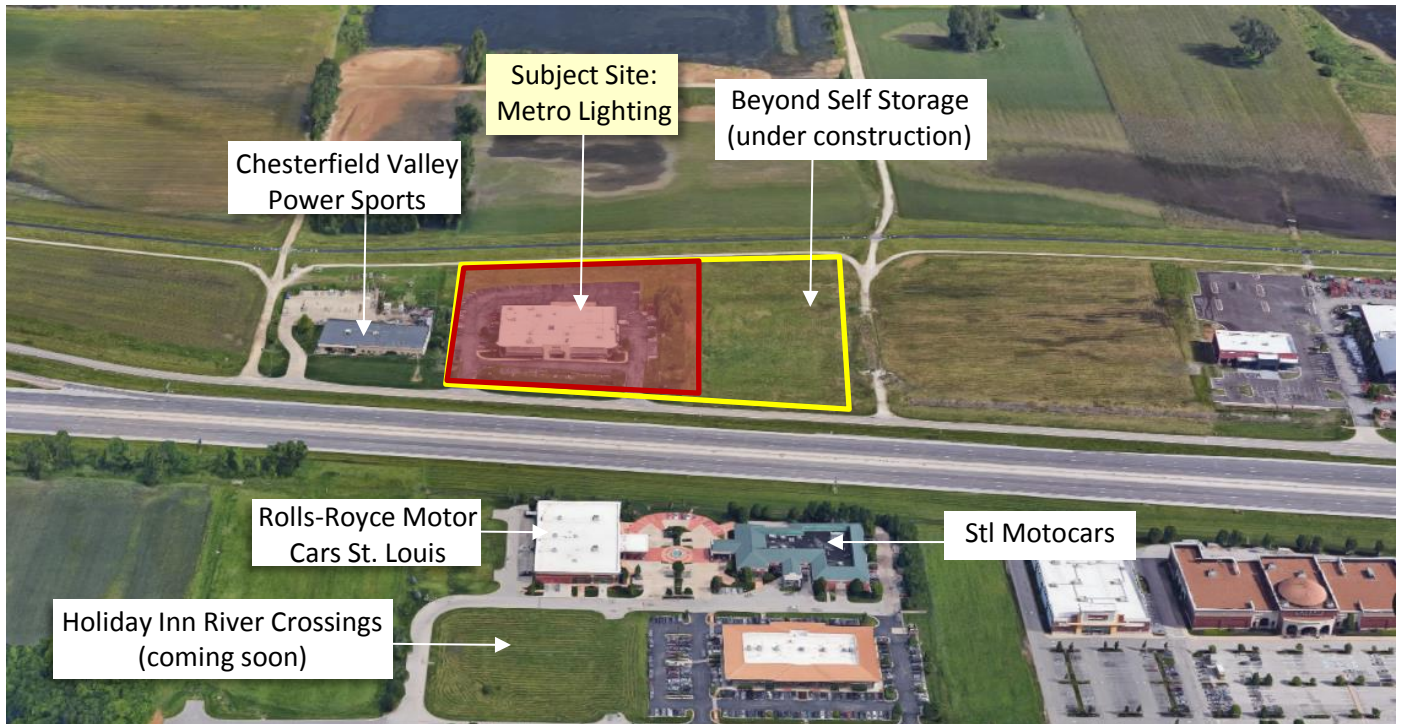 Subject Site:
Metro Lighting
Beyond Self Storage
(under construction)
Chesterfield Valley
Power Sports
Rolls-Royce Motor
Cars St. Louis
Stl Motocars
Holiday Inn River Crossings
(coming soon)